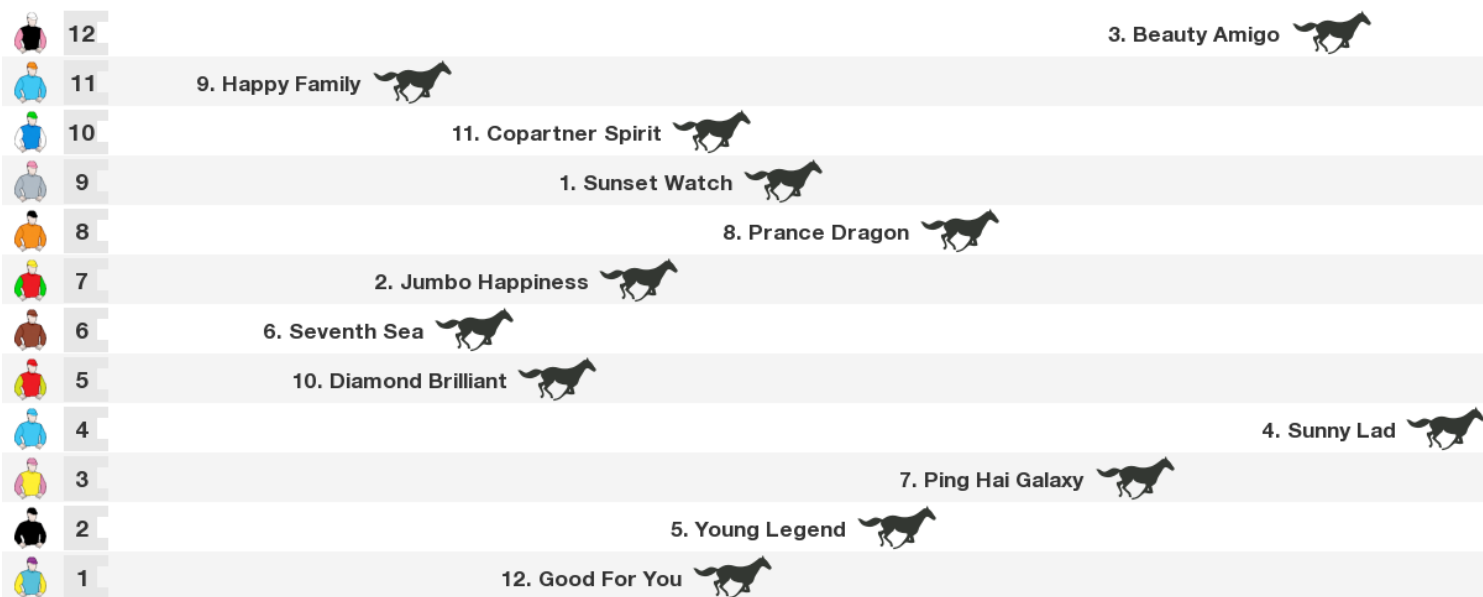 12 3. Beauty Amigo
11 9. Happy Family
10 11. Copartner Spirit
9 1. Sunset Watch
8 8. Prance Dragon
7 2. Jumbo Happiness
6 6. Seventh Sea
5 10. Diamond Brilliant
4 4. Sunny Lad
3 7. Ping Hai Galaxy
2 5. Young Legend
1 12. Good For You